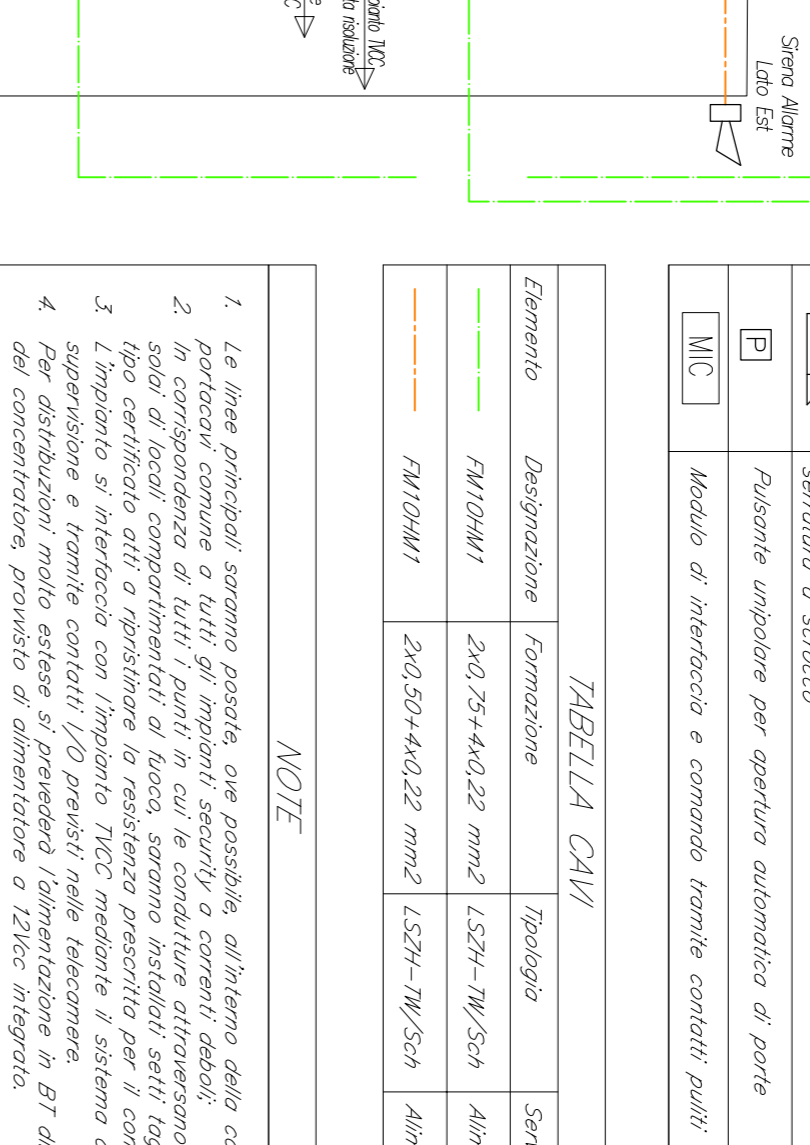 Sirena Allarme
Lato Est
P
Pulsante unipolare per apertura automatica di porte
MIC
Modulo di interfaccia e comando tramite contatti puliti
TABELLA CAVI
Elemento Designazione Formazione Tipologia
FM10HM1 2x0,75+4x0,22 mm2 LSZH-TW/Sch
FM10HM1 2x0,50+4x0,22 mm2 LSZH-TW/Sch
NOTE
1. Le linee principali saranno posate, ove possibile, all'interno della
portacavi comune a tutti gli impianti security a correnti deboli;
2. In corrispondenza di tutti i punti in cui le condutture attraversano
solai di locali compartimentati al fuoco, saranno installati setti
tipo certificato atti a ripristinare la resistenza prescritta per il
3. L'impianto si interfaccia con l'impianto TVCC mediante il sistema
supervisione e tramite contatti I/O previsti nelle telecamere.
4. Per distribuzioni molto estese si prevederà l'alimentazione in BT
del concentratore, provvisto di alimentatore a 12Vcc integrato.
TVCC
risoluzione